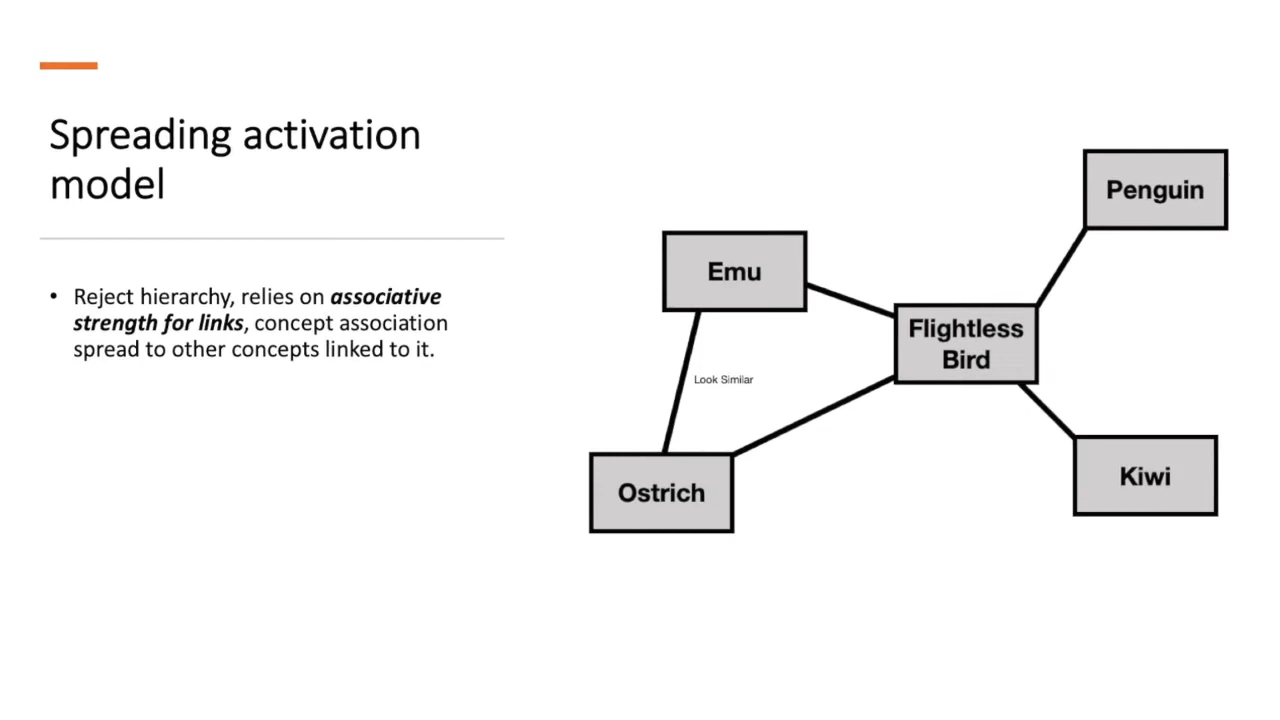 Spreading activation
model
• Reject hierarchy, relies on associative
strength for links, concept association
spread to other concepts linked to it.
Penguin
Emu
Flightless
Bird
Look Similar
Kiwi
Ostrich